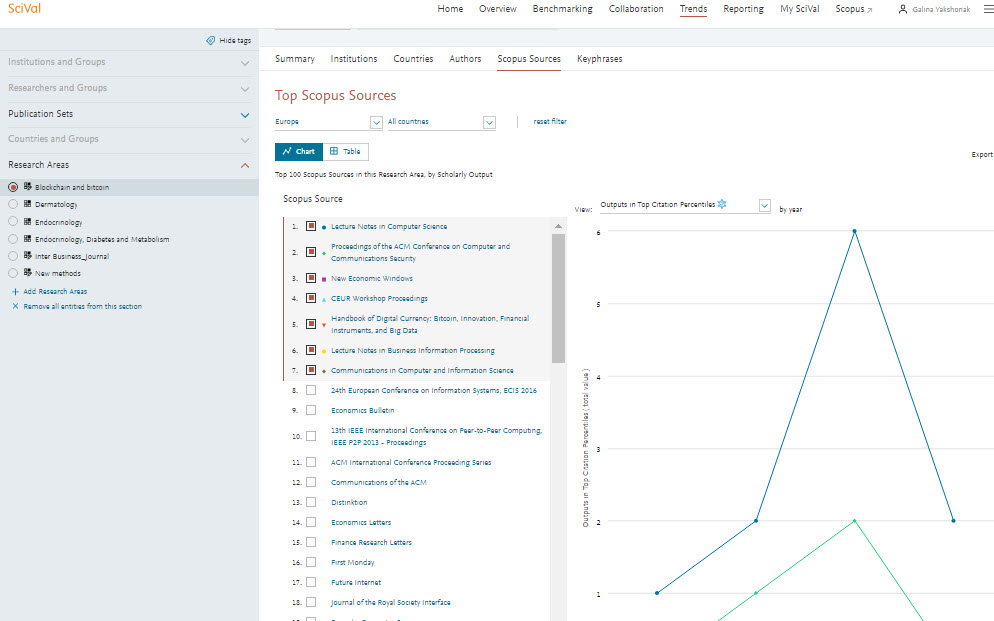 SciVal
Home Overview Benchmarking Collaboration Trends Reporting My SciVal Scopus Galina Yakshonak
Hide tags
Institutions and Groups
Researchers and Groups
Publication Sets
Countries and Groups
Research Areas
Blockchain and bitcoin
Dermatology
Endocrinology
Endocrinology, Diabetes and Metabolism
Inter Business_Journal
New methods
+ Add Research Areas
× Remove all entities from this section
Summary Institutions Countries Authors Scopus Sources Keyphrases
Top Scopus Sources
Europe All countries reset filter
Chart Table
Export
Top 100 Scopus Sources in this Research Area, by Scholarly Output
Scopus Source
1. Lecture Notes in Computer Science
2. Proceedings of the ACM Conference on Computer and
Communications Security
3. New Economic Windows
4. CEUR Workshop Proceedings
5. Handbook of Digital Currency: Bitcoin, Innovation, Financial
Instruments, and Big Data
6. Lecture Notes in Business Information Processing
7. Communications in Computer and Information Science
8. 24th European Conference on Information Systems, ECIS 2016
9. Economics Bulletin
10. 13th IEEE International Conference on Peer-to-Peer Computing,
IEEE P2P 2013 - Proceedings
11. ACM International Conference Proceeding Series
12. Communications of the ACM
13. Distinktion
14. Economics Letters
15. Finance Research Letters
16. First Monday
17. Future Internet
18. Journal of the Royal Society Interface
View: Outputs in Top Citation Percentiles by year
Outputs in Top Citation Percentiles ( total value )
6
5
4
3
2
1